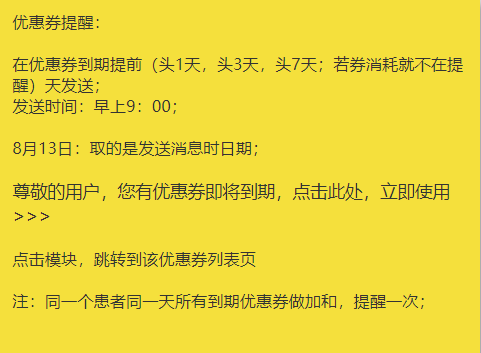 优惠券提醒：
在优惠券到期提前（头1天，头3天，头7天；若券消耗就不在提
醒）天发送；
发送时间：早上9：00；
8月13日：取的是发送消息时日期；
尊敬的用户，您有优惠券即将到期，点击此处，立即使用
>>>
点击模块，跳转到该优惠券列表页
注：同一个患者同一天所有到期优惠券做加和，提醒一次；